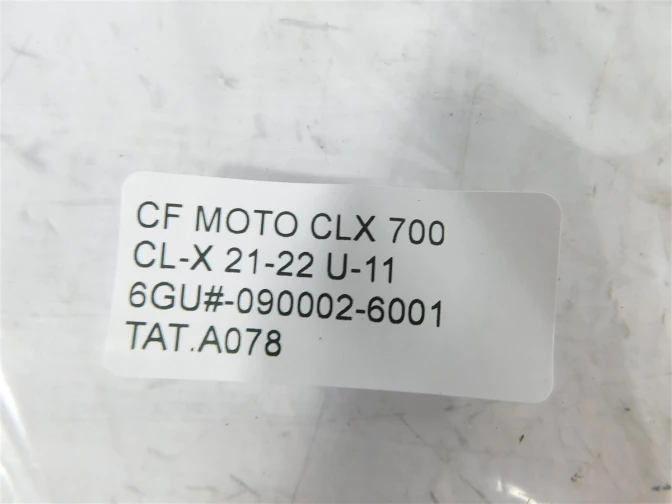 CF MOTO CLX 700
CL-X 21-22 U-11
6GU#-090002-6001
TAT.A078